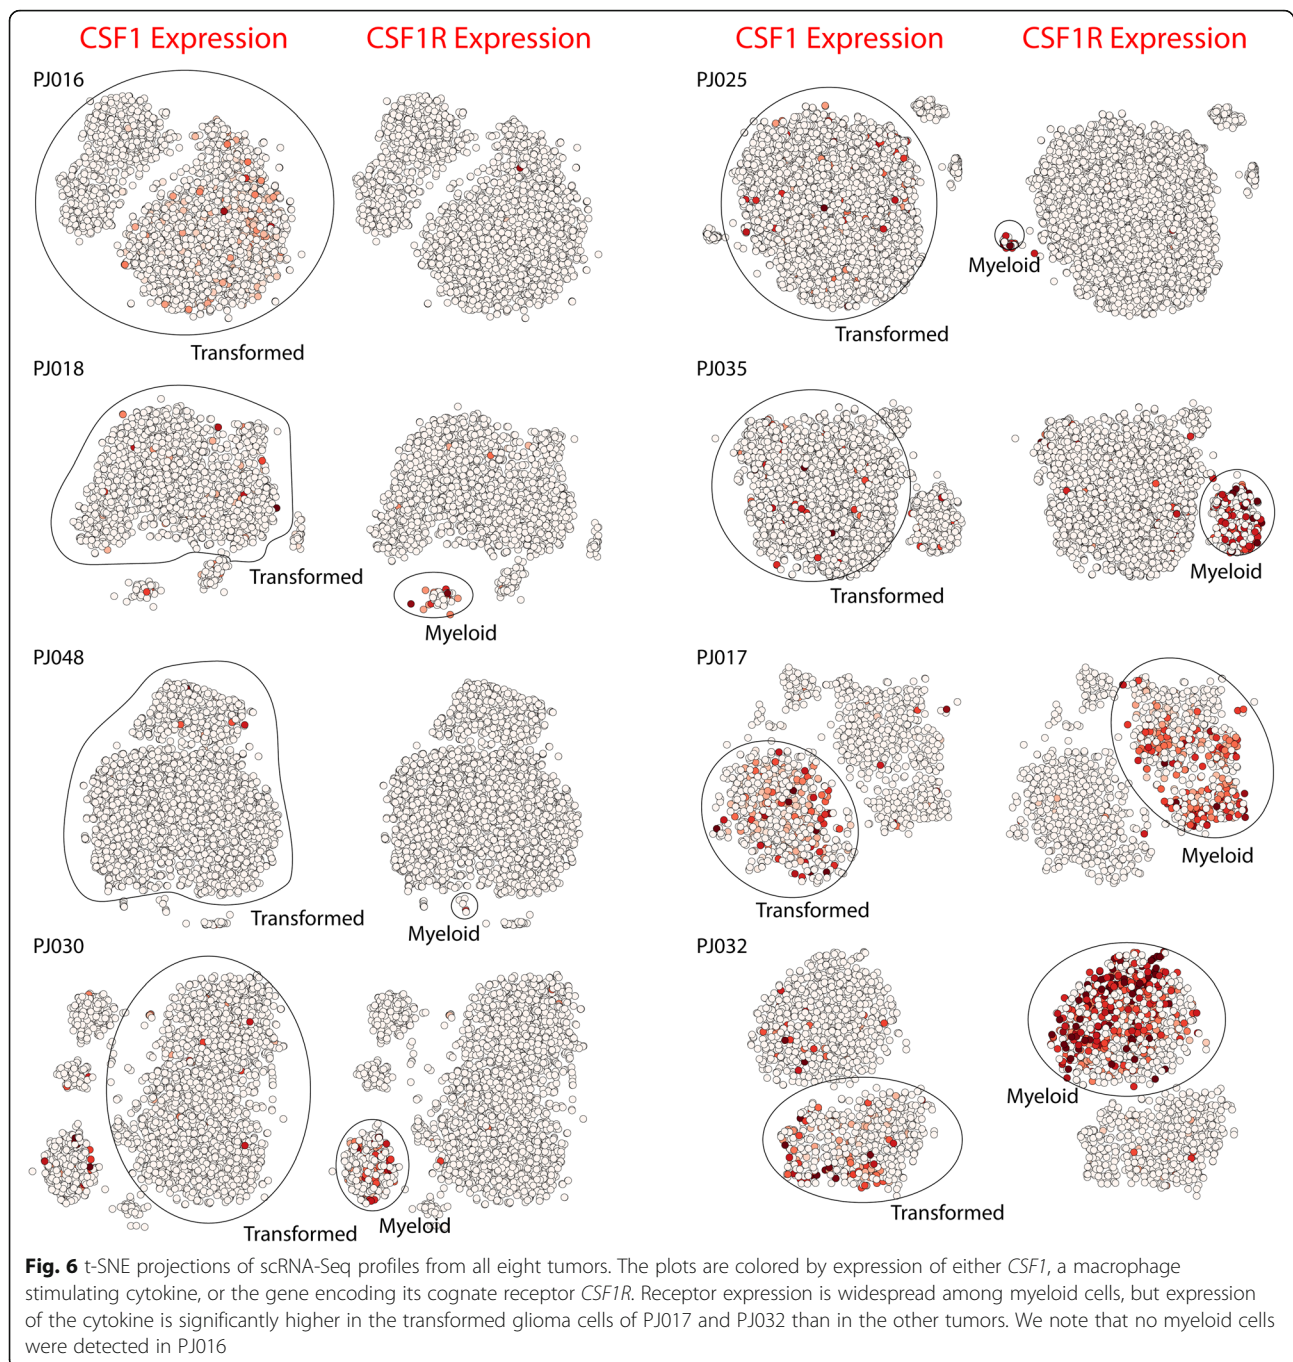 CSF1 Expression CSF1R Expression CSF1 Expression CSF1R Expression
PJ016 PJ025
Myeloid
Transformed Transformed
PJ018 PJ035
Transformed Myeloid
Transformed
Myeloid
PJ048 PJ017
Myeloid
Transformed Transformed
Myeloid
PJ030 PJ032
Myeloid
Transformed
Transformed Myeloid
Fig. 6 t-SNE projections of scRNA-Seq profiles from all eight tumors. The plots are colored by expression of either CSF1, a macrophage
stimulating cytokine, or the gene encoding its cognate receptor CSF1R. Receptor expression is widespread among myeloid cells, but expression
of the cytokine is significantly higher in the transformed glioma cells of PJ017 and PJ032 than in the other tumors. We note that no myeloid cells
were detected in PJ016